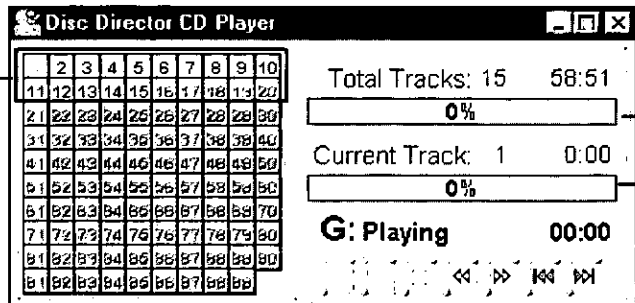 Disc Director CD Player
2 3 4 5 6 7 8 9 10
11 12 13 14 15 16 17 18 19 20
21 22 23 24 25 26 27 28 29 30
31 32 33 34 35 36 37 38 39 40
41 42 43 44 45 46 47 48 49 50
51 52 53 54 55 56 57 58 59 60
61 62 63 64 65 66 67 68 69 70
71 72 73 74 75 76 77 78 79 80
81 82 83 84 85 86 87 88 89 90
91 92 93 94 95 96 97 98 99
Total Tracks: 15 58:51
0%
Current Track: 1 0:00
0%
G: Playing 00:00